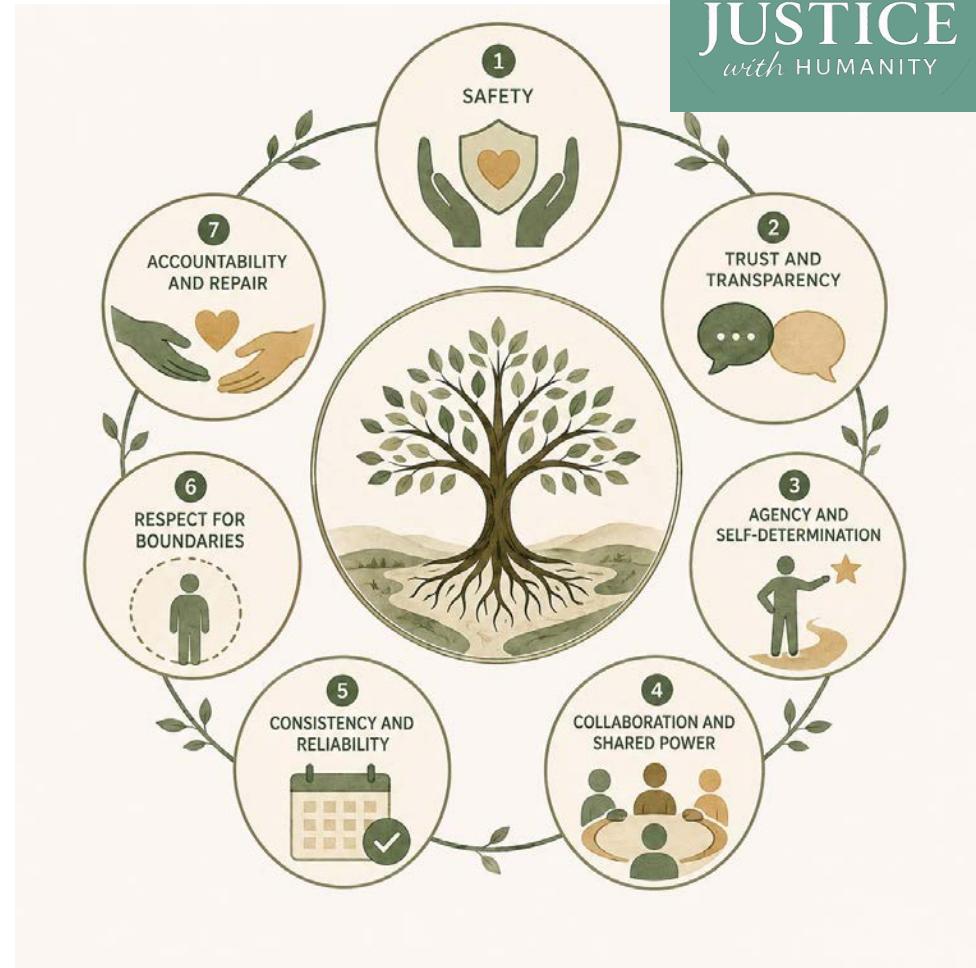 JUSTICE
with HUMANITY
1
SAFETY
2
TRUST AND
TRANSPARENCY
3
AGENCY AND
SELF-DETERMINATION
4
COLLABORATION AND
SHARED POWER
5
CONSISTENCY AND
RELIABILITY
6
RESPECT FOR
BOUNDARIES
7
ACCOUNTABILITY
AND REPAIR